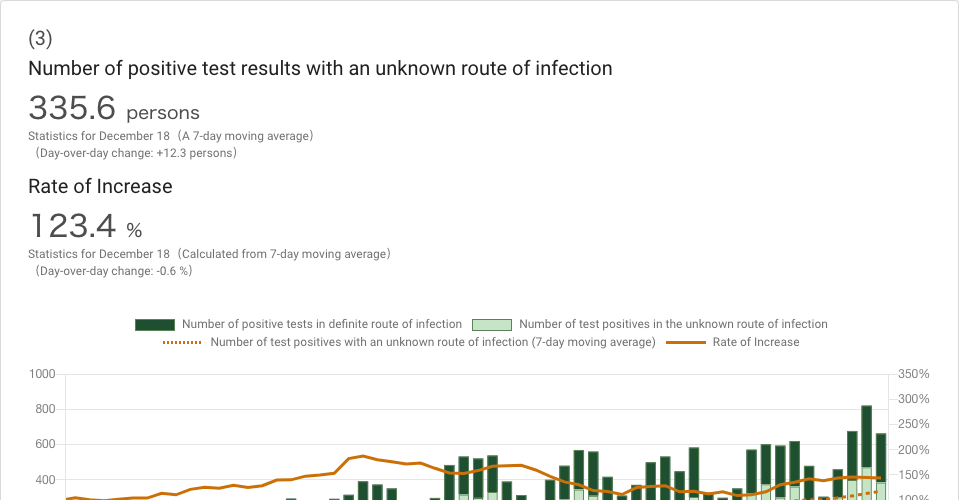 (3)
Number of positive test results with an unknown route of infection
335.6 persons
Statistics for December 18（A 7-day moving average）
（Day-over-day change: +12.3 persons）
Rate of Increase
123.4 %
Statistics for December 18（Calculated from 7-day moving average）
（Day-over-day change: -0.6 %）
Number of positive tests in definite route of infection Number of test positives in the unknown route of infection
Number of test positives with an unknown route of infection (7-day moving average) Rate of Increase
1000 350%
300%
800
250%
600 200%
150%
400
100%